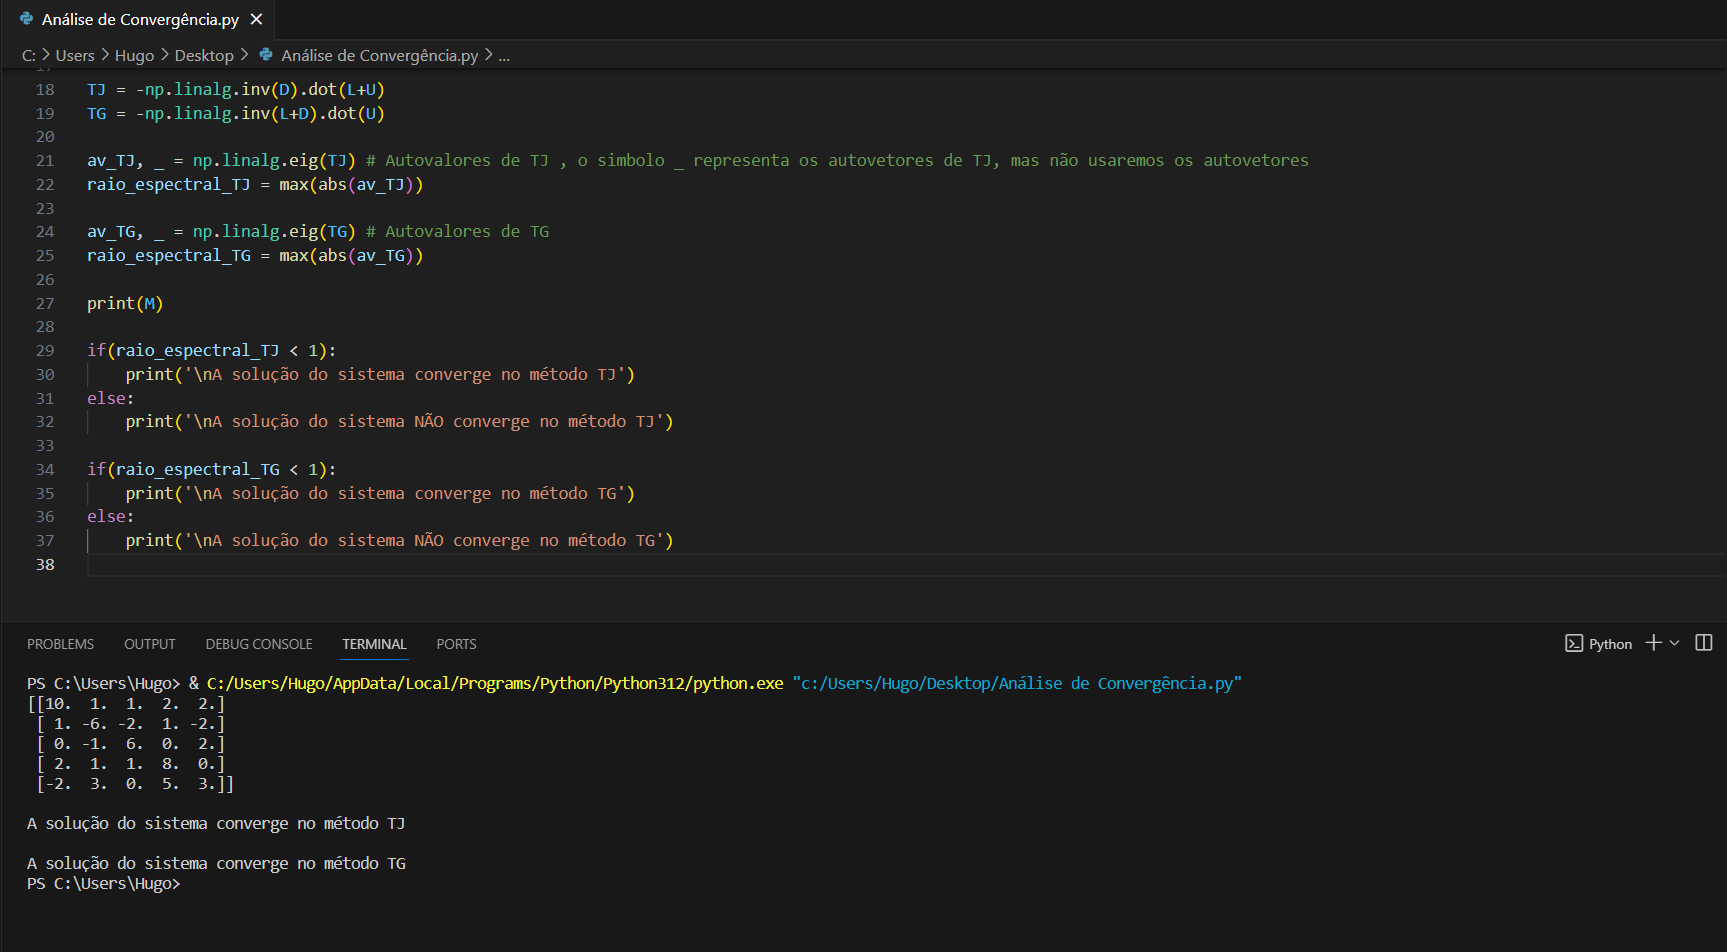 Análise de Convergência.py
C: > Users > Hugo > Desktop > Análise de Convergência.py > ...
17
18 TJ = -np.linalg.inv(D).dot(L+U)
19 TG = -np.linalg.inv(L+D).dot(U)
20
21 av_TJ, _ = np.linalg.eig(TJ) # Autovalores de TJ , o simbolo _ representa os autovetores de TJ, mas não usaremos os autovetores
22 raio_espectral_TJ = max(abs(av_TJ))
23
24 av_TG, _ = np.linalg.eig(TG) # Autovalores de TG
25 raio_espectral_TG = max(abs(av_TG))
26
27 print(M)
28
29 if(raio_espectral_TJ < 1):
30     print('\nA solução do sistema converge no método TJ')
31 else:
32     print('\nA solução do sistema NÃO converge no método TJ')
33
34 if(raio_espectral_TG < 1):
35     print('\nA solução do sistema converge no método TG')
36 else:
37     print('\nA solução do sistema NÃO converge no método TG')
38
PROBLEMS OUTPUT DEBUG CONSOLE TERMINAL PORTS Python
PS C:\Users\Hugo> & C:/Users/Hugo/AppData/Local/Programs/Python/Python312/python.exe "c:/Users/Hugo/Desktop/Análise de Convergência.py"
[[10.  1.  1.  2.  2.]
 [ 1. -6. -2.  1. -2.]
 [ 0. -1.  6.  0.  2.]
 [ 2.  1.  1.  8.  0.]
 [-2.  3.  0.  5.  3.]]
A solução do sistema converge no método TJ
A solução do sistema converge no método TG
PS C:\Users\Hugo>